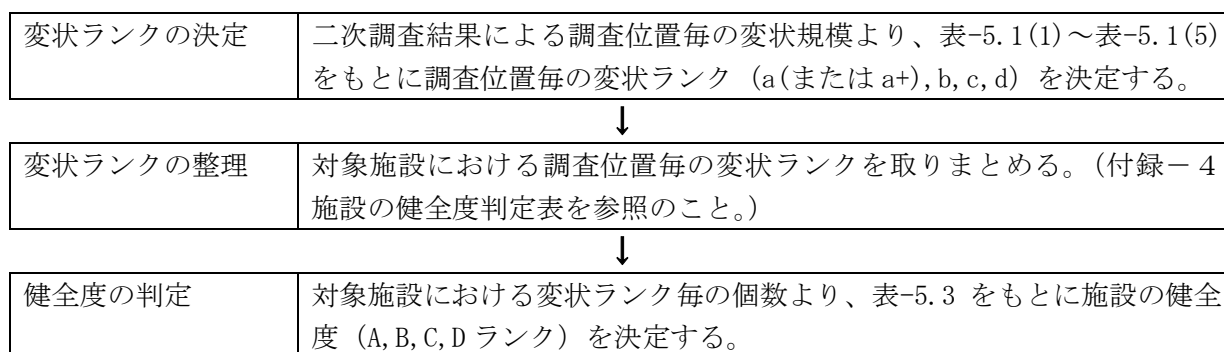 変状ランクの決定
二次調査結果による調査位置毎の変状規模より、表-5.1(1)～表-5.1(5)
をもとに調査位置毎の変状ランク（a(または a+),b,c,d）を決定する。
↓
変状ランクの整理
対象施設における調査位置毎の変状ランクを取りまとめる。（付録－４
施設の健全度判定表を参照のこと。）
↓
健全度の判定
対象施設における変状ランク毎の個数より、表-5.3 をもとに施設の健全
度（A,B,C,D ランク）を決定する。